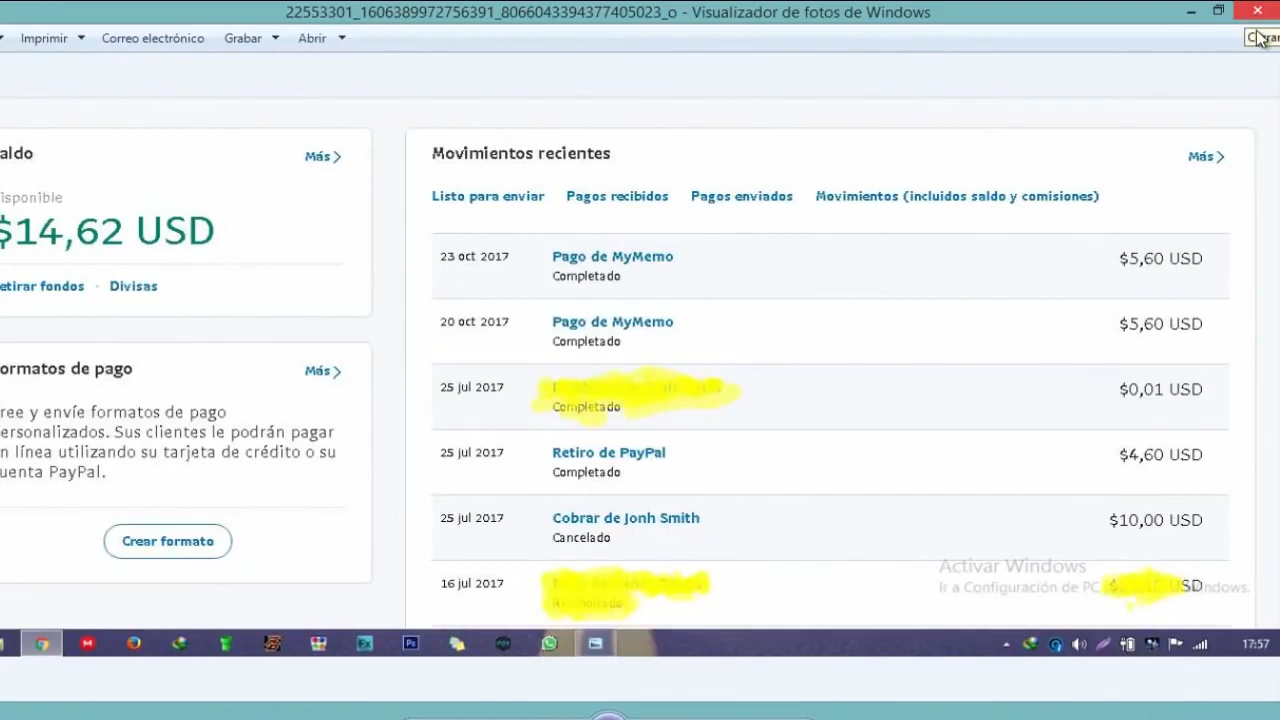 22553301_1606389972756391_8066043394377405023_o - Visualizador de fotos de Windows
Imprimir Correo electrónico Grabar Abrir
aldo
Más
isponible
$14,62 USD
etirar fondos · Divisas
ormatos de pago
Más
ree y envíe formatos de pago
ersonalizados. Sus clientes le podrán pagar
n línea utilizando su tarjeta de crédito o su
uenta PayPal.
Crear formato
Movimientos recientes
Más
Listo para enviar Pagos recibidos Pagos enviados Movimientos (incluidos saldo y comisiones)
23 oct 2017 Pago de MyMemo $5,60 USD
Completado
20 oct 2017 Pago de MyMemo $5,60 USD
Completado
25 jul 2017 $0,01 USD
Completado
25 jul 2017 Retiro de PayPal $4,60 USD
Completado
25 jul 2017 Cobrar de Jonh Smith $10,00 USD
Cancelado
Activar Windows
16 jul 2017 USD
Ir a Configuración de PC
Windows.
17:57